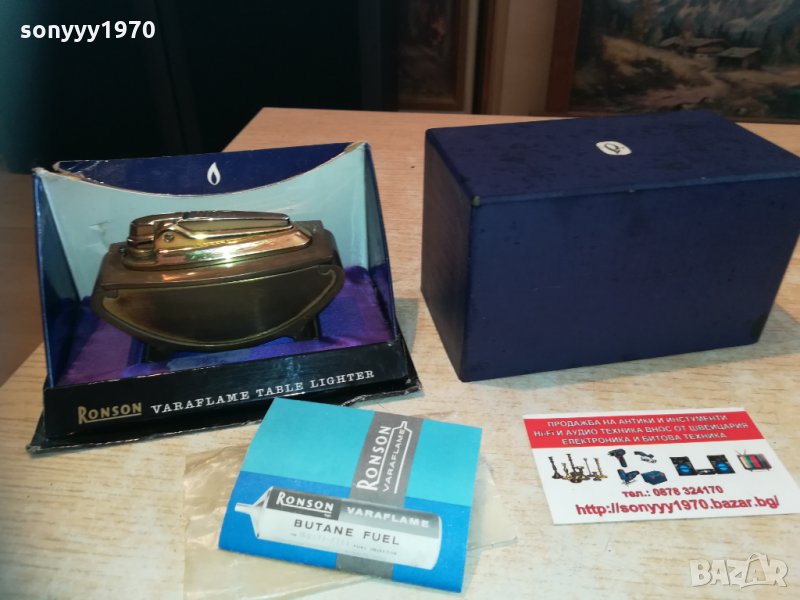 sonyyy1970
RONSON VARAFLAME TABLE LIGHTER
RONSON
VARAFLAME
RONSON VARAFLAME
BUTANE FUEL
ПРОДАЖБА НА АНТИКИ И ИНСТУМЕНТИ
Hi-Fi И АУДИО ТЕХНИКА ВНОС ОТ ШВЕЙЦАРИЯ
ЕЛЕКТРОНИКА И БИТОВА ТЕХНИКА
тел.: 0878 324170
http://sonyyy1970.bazar.bg/
BAZAR